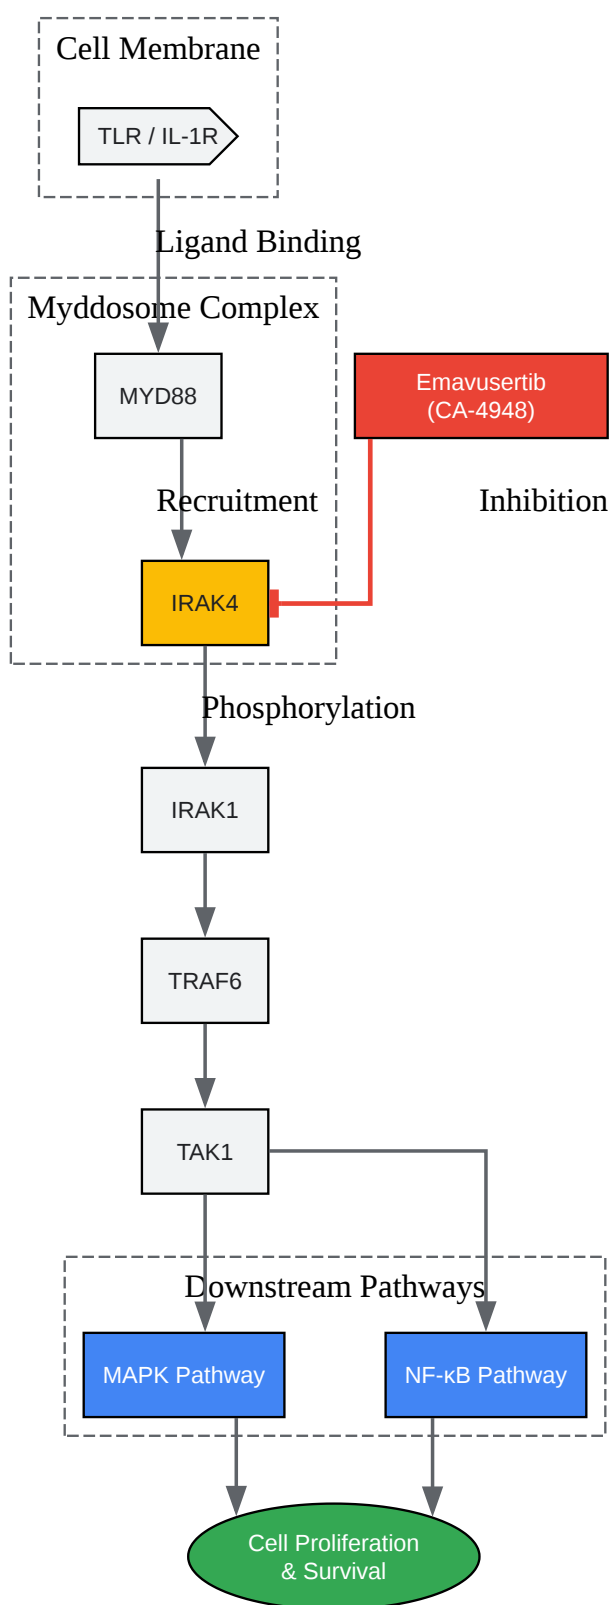 Cell Membrane
TLR / IL-1R
Ligand Binding
Myddosome Complex
MYD88
Emavusertib
(CA-4948)
Recruitment
Inhibition
IRAK4
Phosphorylation
IRAK1
TRAF6
TAK1
Downstream Pathways
MAPK Pathway
NF-κB Pathway
Cell Proliferation
& Survival